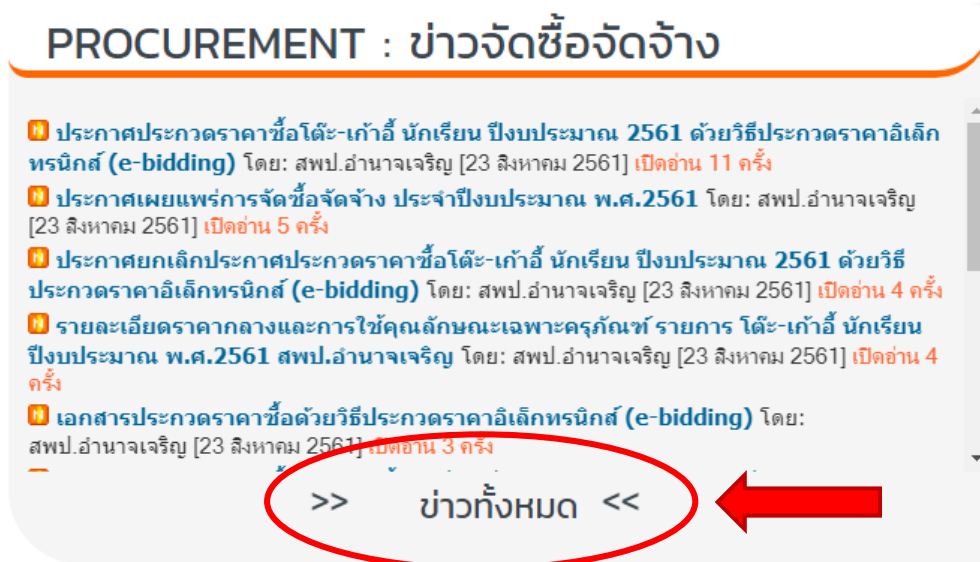 PROCUREMENT : ข่าวจัดซื้อจัดจ้าง
ประกาศประกวดราคาซื้อโต๊ะ-เก้าอี้ นักเรียน ปีงบประมาณ 2561 ด้วยวิธีประกวดราคาอิเล็ก
ทรนิกส์ (e-bidding) โดย: สพป.อำนาจเจริญ [23 สิงหาคม 2561] เปิดอ่าน 11 ครั้ง
ประกาศเผยแพร่การจัดซื้อจัดจ้าง ประจำปีงบประมาณ พ.ศ.2561 โดย: สพป.อำนาจเจริญ
[23 สิงหาคม 2561] เปิดอ่าน 5 ครั้ง
ประกาศยกเลิกประกาศประกวดราคาซื้อโต๊ะ-เก้าอี้ นักเรียน ปีงบประมาณ 2561 ด้วยวิธี
ประกวดราคาอิเล็กทรนิกส์ (e-bidding) โดย: สพป.อำนาจเจริญ [23 สิงหาคม 2561] เปิดอ่าน 4 ครั้ง
รายละเอียดราคากลางและการใช้คุณลักษณะเฉพาะครุภัณฑ์ รายการ โต๊ะ-เก้าอี้ นักเรียน
ปีงบประมาณ พ.ศ.2561 สพป.อำนาจเจริญ โดย: สพป.อำนาจเจริญ [23 สิงหาคม 2561] เปิดอ่าน 4
ครั้ง
เอกสารประกวดราคาซื้อด้วยวิธีประกวดราคาอิเล็กทรนิกส์ (e-bidding) โดย:
สพป.อำนาจเจริญ [23 สิงหาคม 2561] เปิดอ่าน 3 ครั้ง
>> ข่าวทั้งหมด <<